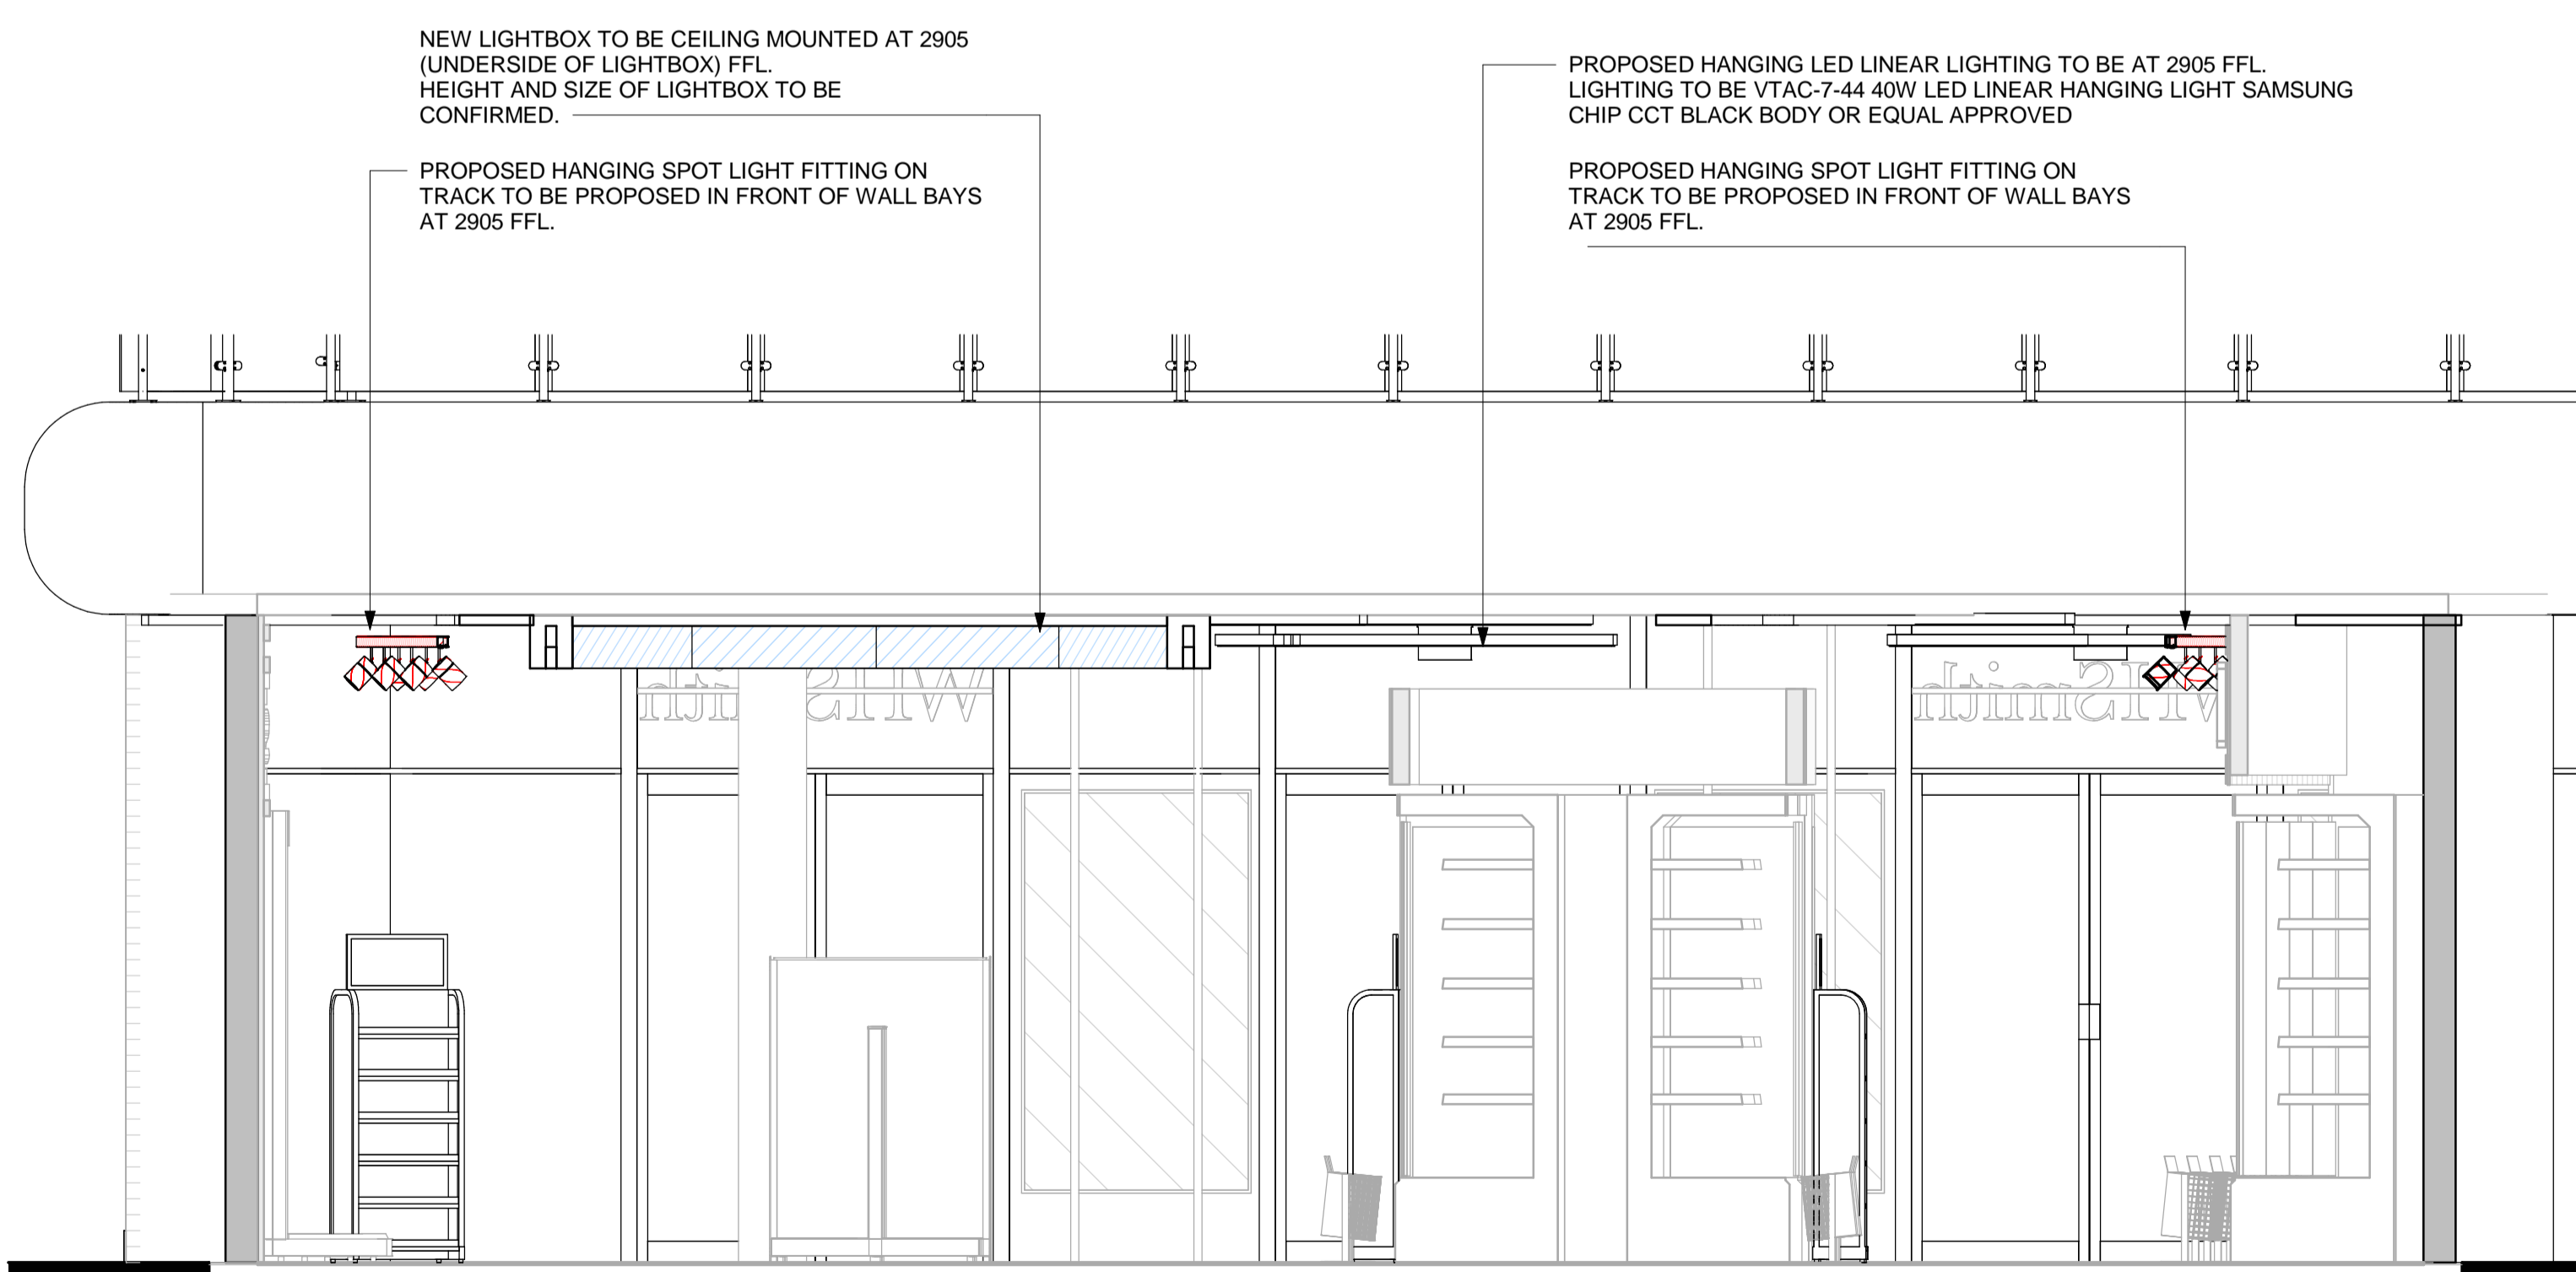 NEW LIGHTBOX TO BE CEILING MOUNTED AT 2905
(UNDERSIDE OF LIGHTBOX) FFL.
HEIGHT AND SIZE OF LIGHTBOX TO BE
CONFIRMED.
PROPOSED HANGING SPOT LIGHT FITTING ON
TRACK TO BE PROPOSED IN FRONT OF WALL BAYS
AT 2905 FFL.
PROPOSED HANGING LED LINEAR LIGHTING TO BE AT 2905 FFL.
LIGHTING TO BE VTAC-7-44 40W LED LINEAR HANGING LIGHT SAMSUNG
CHIP CCT BLACK BODY OR EQUAL APPROVED
PROPOSED HANGING SPOT LIGHT FITTING ON
TRACK TO BE PROPOSED IN FRONT OF WALL BAYS
AT 2905 FFL.
WHSmith
WHSmith